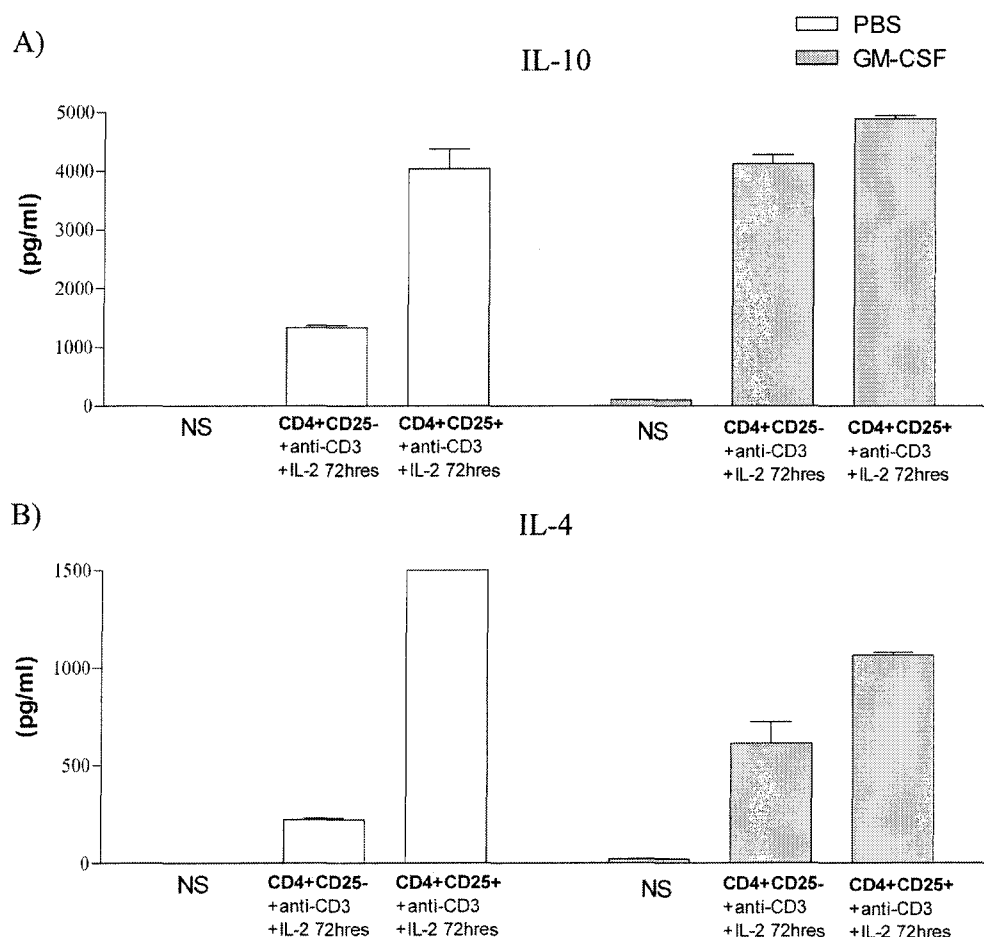 PBS
GM-CSF
A)
IL-10
(pg/ml)
5000
4000
3000
2000
1000
0
NS
CD4+CD25-
+anti-CD3
+IL-2 72hres
CD4+CD25+
+anti-CD3
+IL-2 72hres
NS
CD4+CD25-
+anti-CD3
+IL-2 72hres
CD4+CD25+
+anti-CD3
+IL-2 72hres
B)
IL-4
(pg/ml)
1500
1000
500
0
NS
CD4+CD25-
+anti-CD3
+IL-2 72hres
CD4+CD25+
+anti-CD3
+IL-2 72hres
NS
CD4+CD25-
+anti-CD3
+IL-2 72hres
CD4+CD25+
+anti-CD3
+IL-2 72hres